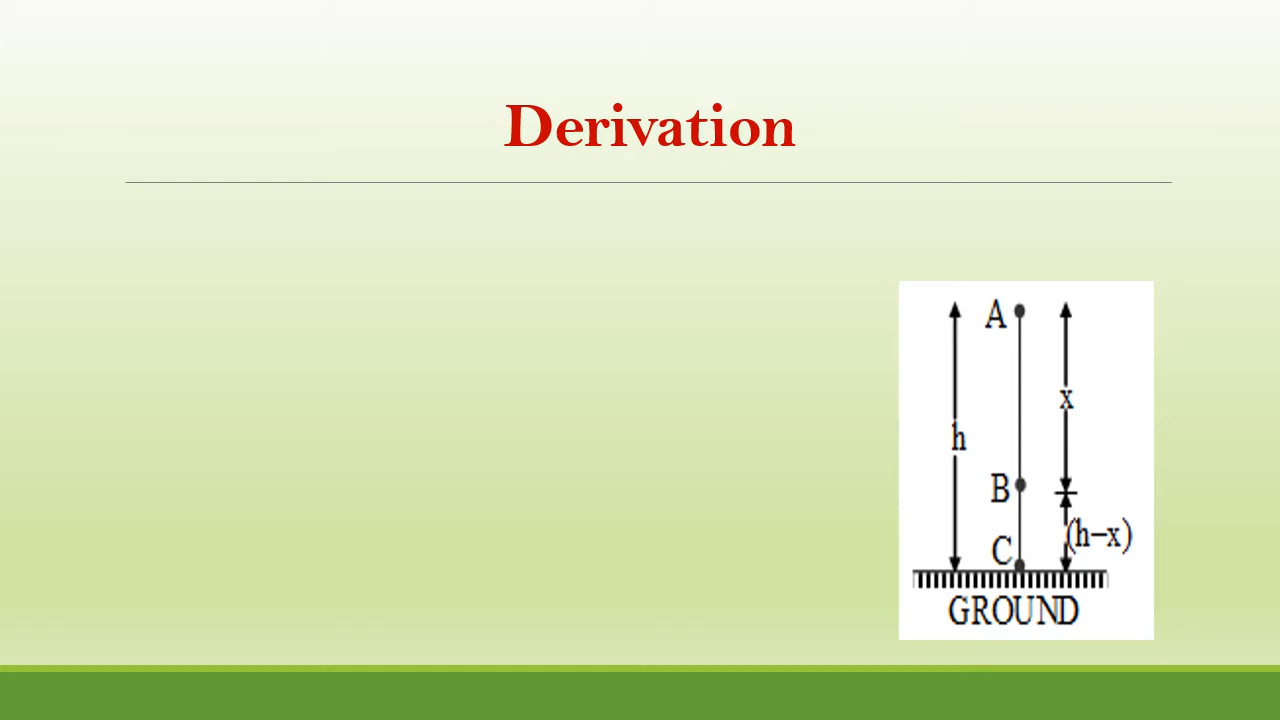 Derivation
A
x
h
B
(h−x)
C
GROUND